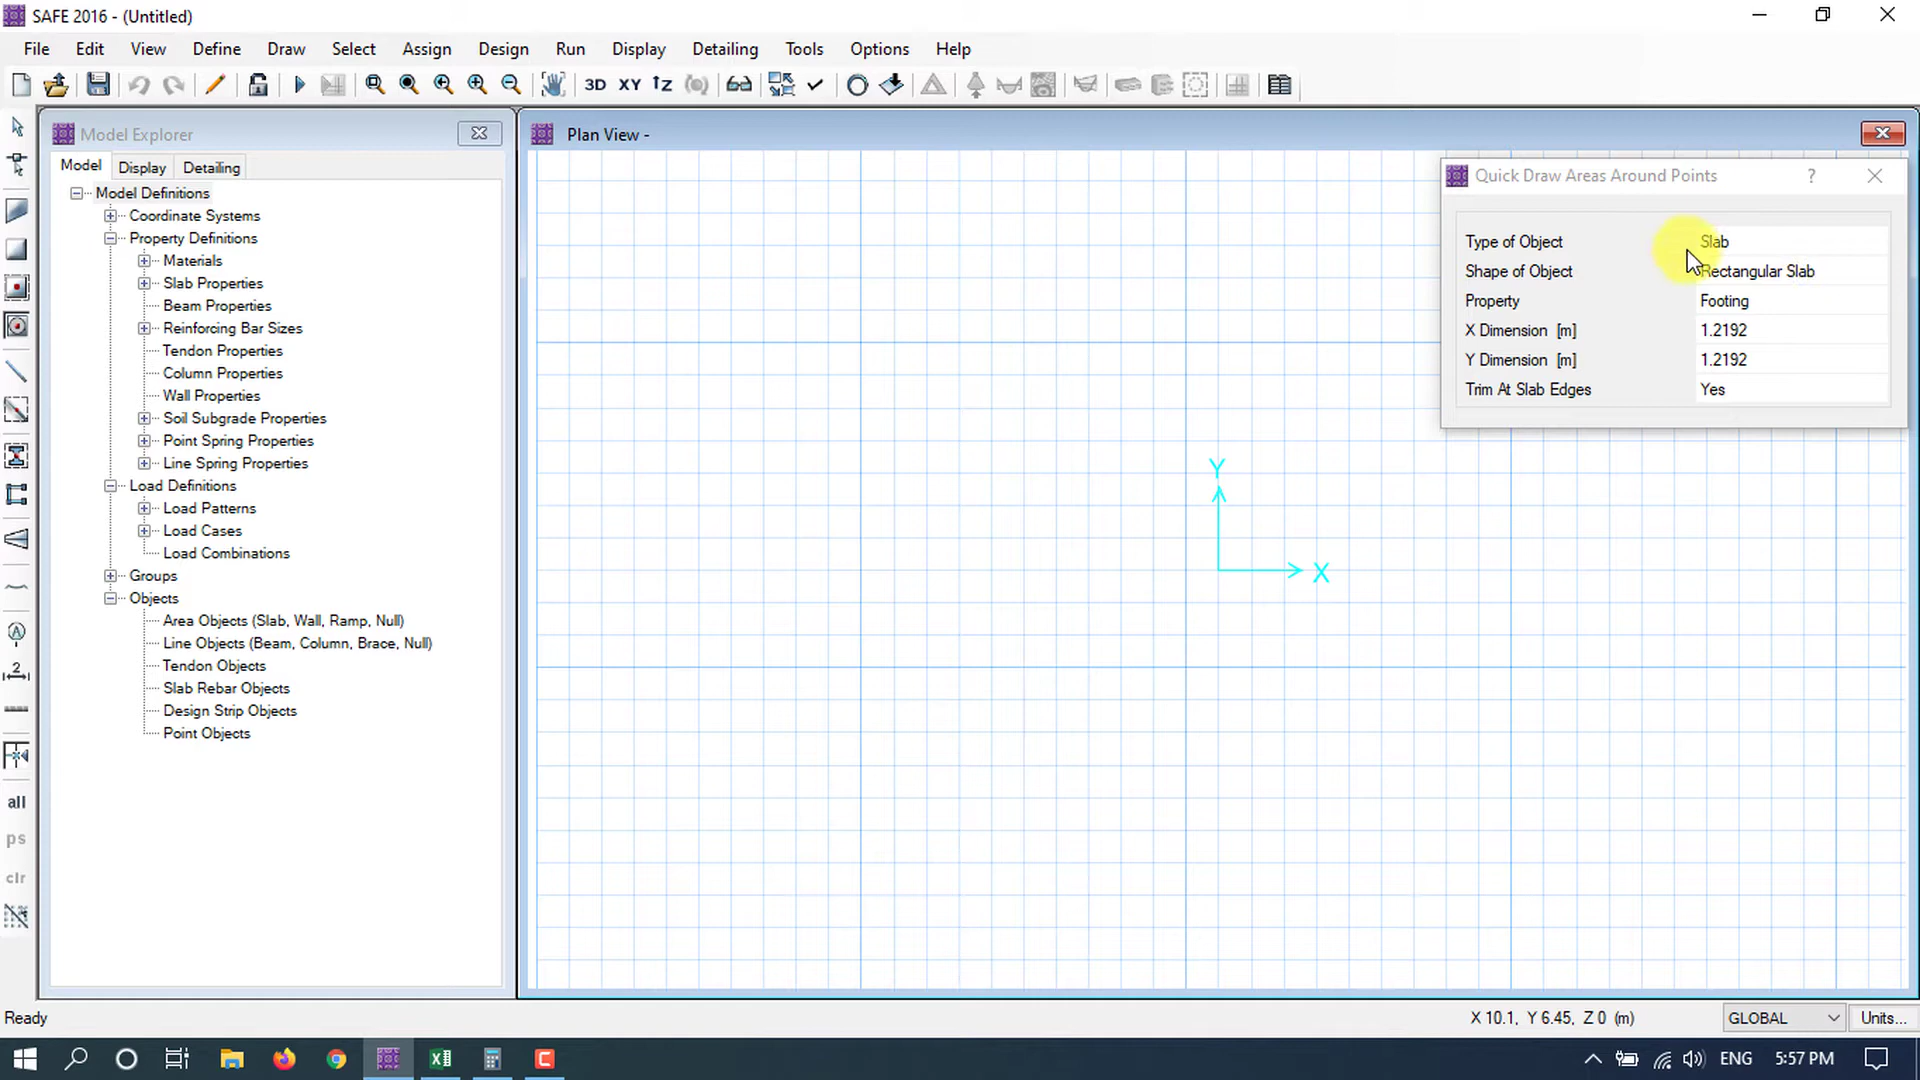 SAFE 2016 - (Untitled)
File Edit View Define Draw Select Assign Design Run Display Detailing Tools Options Help
3D XY
Model Explorer
Model Display Detailing
Model Definitions
Coordinate Systems
Property Definitions
Materials
Slab Properties
Beam Properties
Reinforcing Bar Sizes
Tendon Properties
Column Properties
Wall Properties
Soil Subgrade Properties
Point Spring Properties
Line Spring Properties
Load Definitions
Load Patterns
Load Cases
Load Combinations
Groups
Objects
Area Objects (Slab, Wall, Ramp, Null)
Line Objects (Beam, Column, Brace, Null)
Tendon Objects
Slab Rebar Objects
Design Strip Objects
Point Objects
all
ps
clr
Plan View -
Y
X
Quick Draw Areas Around Points ?
Type of Object Slab
Shape of Object Rectangular Slab
Property Footing
X Dimension [m] 1.2192
Y Dimension [m] 1.2192
Trim At Slab Edges Yes
Ready
X 10.1, Y 6.45, Z 0 (m) GLOBAL Units...
ENG 5:57 PM